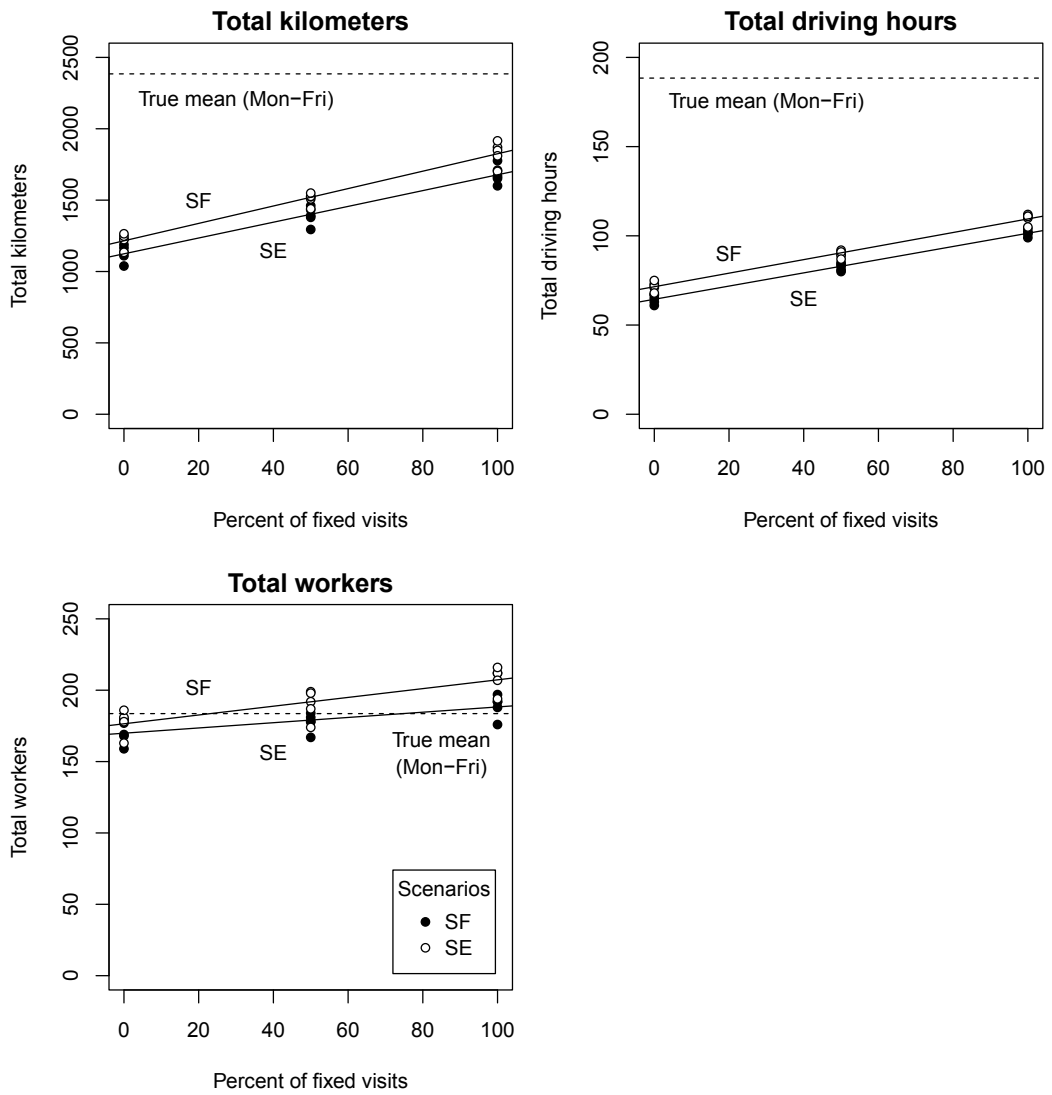 Total kilometers
Total kilometers
2500
2000
1500
1000
500
0
True mean (Mon−Fri)
SF
SE
0 20 40 60 80 100
Percent of fixed visits
Total driving hours
Total driving hours
200
150
100
50
0
True mean (Mon−Fri)
SF
SE
0 20 40 60 80 100
Percent of fixed visits
Total workers
Total workers
250
200
150
100
50
0
SF
SE
True mean
(Mon−Fri)
Scenarios
SF
SE
0 20 40 60 80 100
Percent of fixed visits